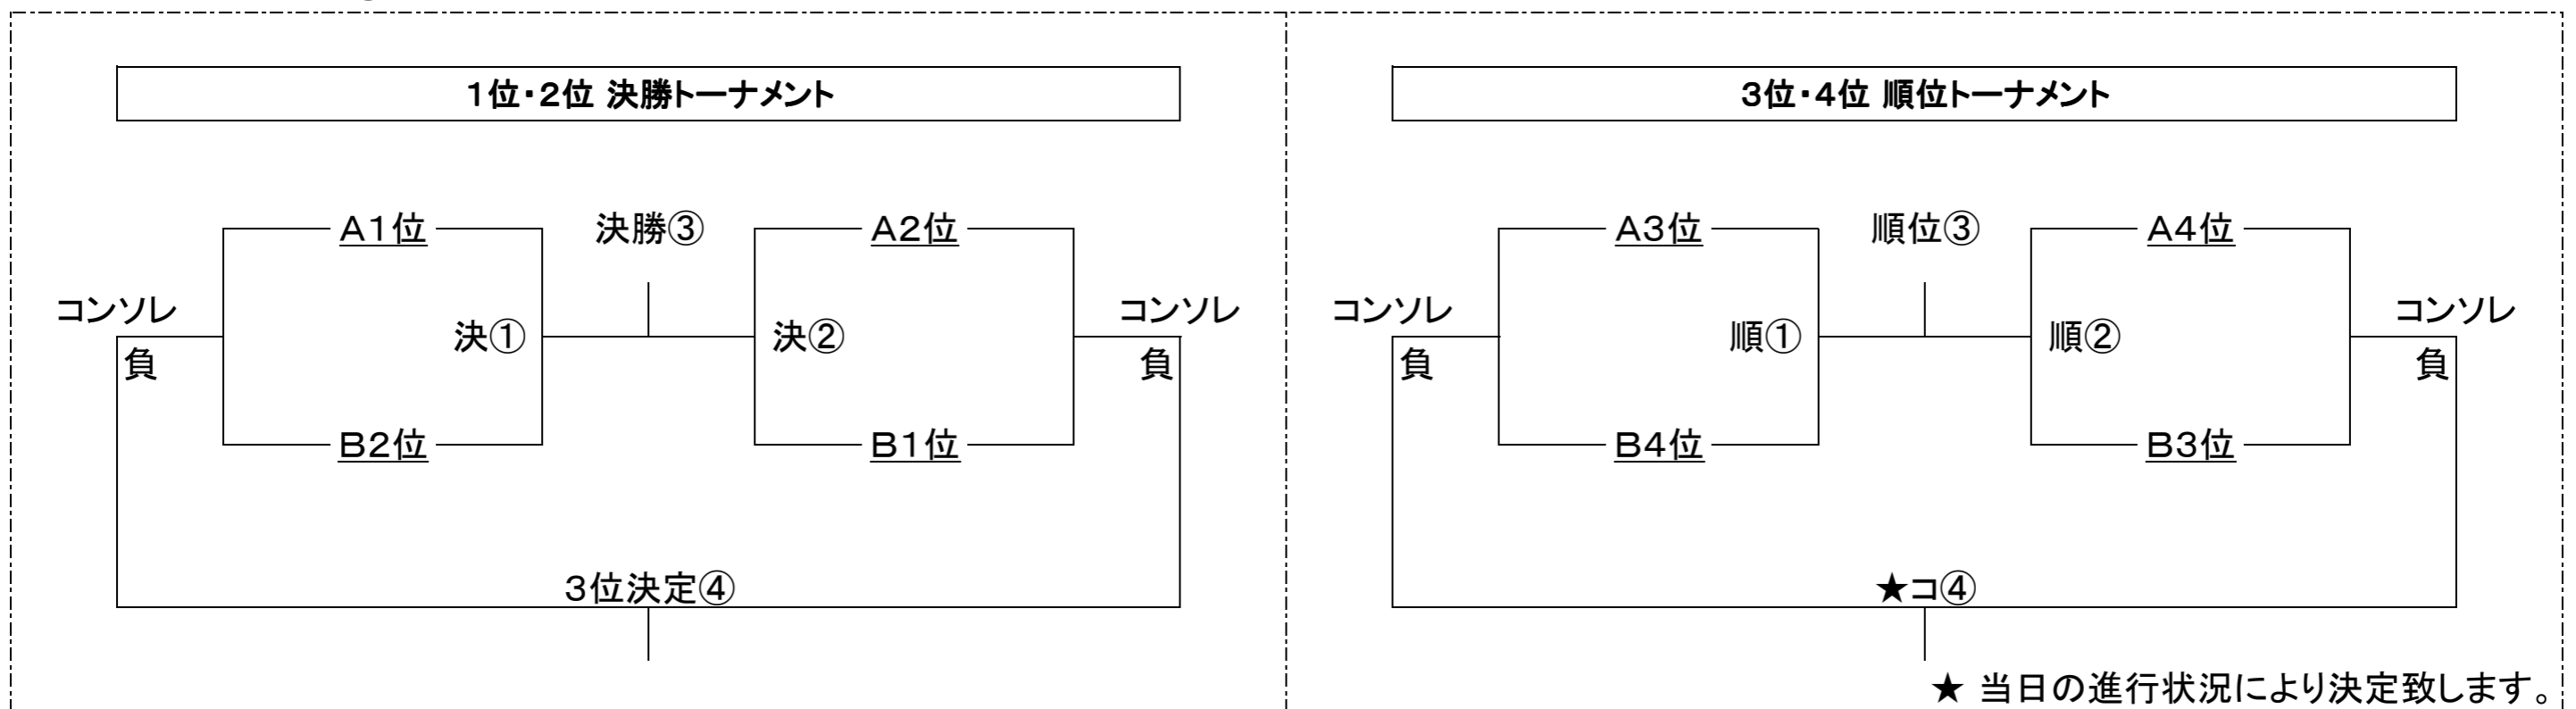 1位・2位 決勝トーナメント
A1位
決勝③
A2位
コンソレ
コンソレ
負
決①
決②
負
B2位
B1位
3位決定④
3位・4位 順位トーナメント
A3位
順位③
A4位
コンソレ
コンソレ
負
順①
順②
負
B4位
B3位
★コ④
★ 当日の進行状況により決定致します。